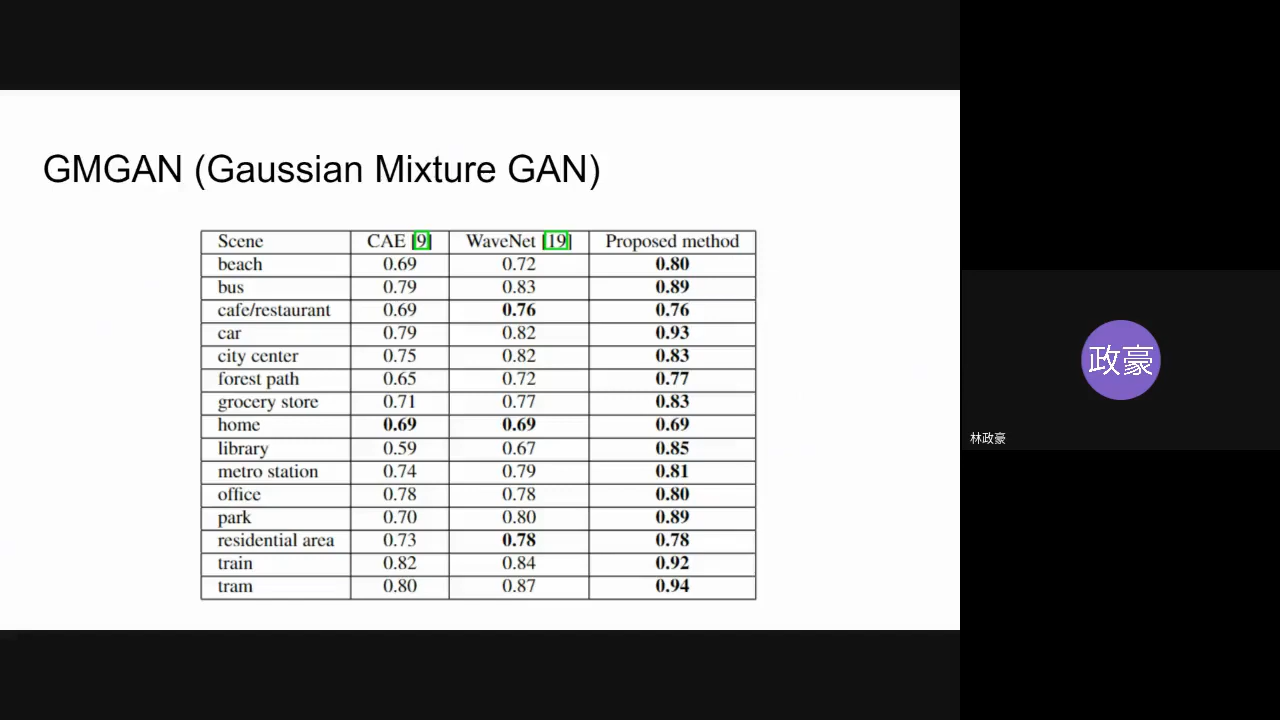 GMGAN (Gaussian Mixture GAN)
Scene CAE [9] WaveNet [19] Proposed method
beach 0.69 0.72 0.80
bus 0.79 0.83 0.89
cafe/restaurant 0.69 0.76 0.76
car 0.79 0.82 0.93
city center 0.75 0.82 0.83
forest path 0.65 0.72 0.77
grocery store 0.71 0.77 0.83
home 0.69 0.69 0.69
library 0.59 0.67 0.85
metro station 0.74 0.79 0.81
office 0.78 0.78 0.80
park 0.70 0.80 0.89
residential area 0.73 0.78 0.78
train 0.82 0.84 0.92
tram 0.80 0.87 0.94
政豪
林政豪